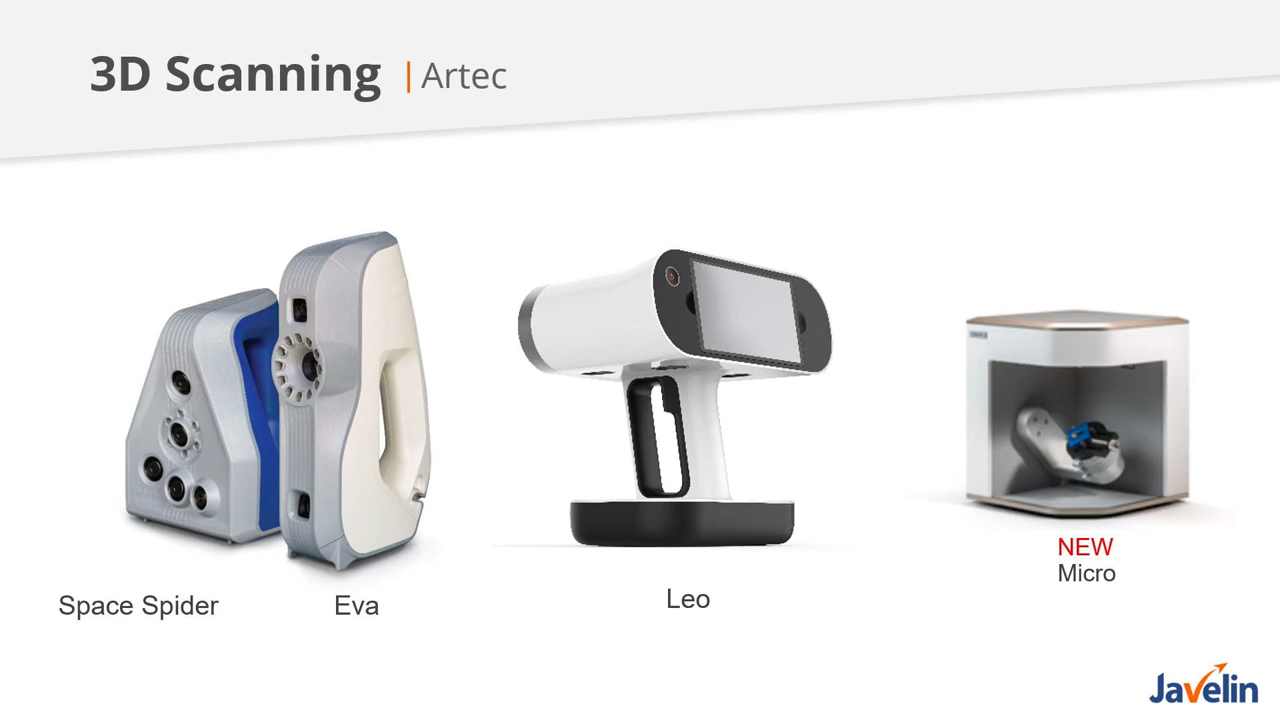 3D Scanning | Artec
Space Spider
Eva
Leo
NEW
Micro
Javelin